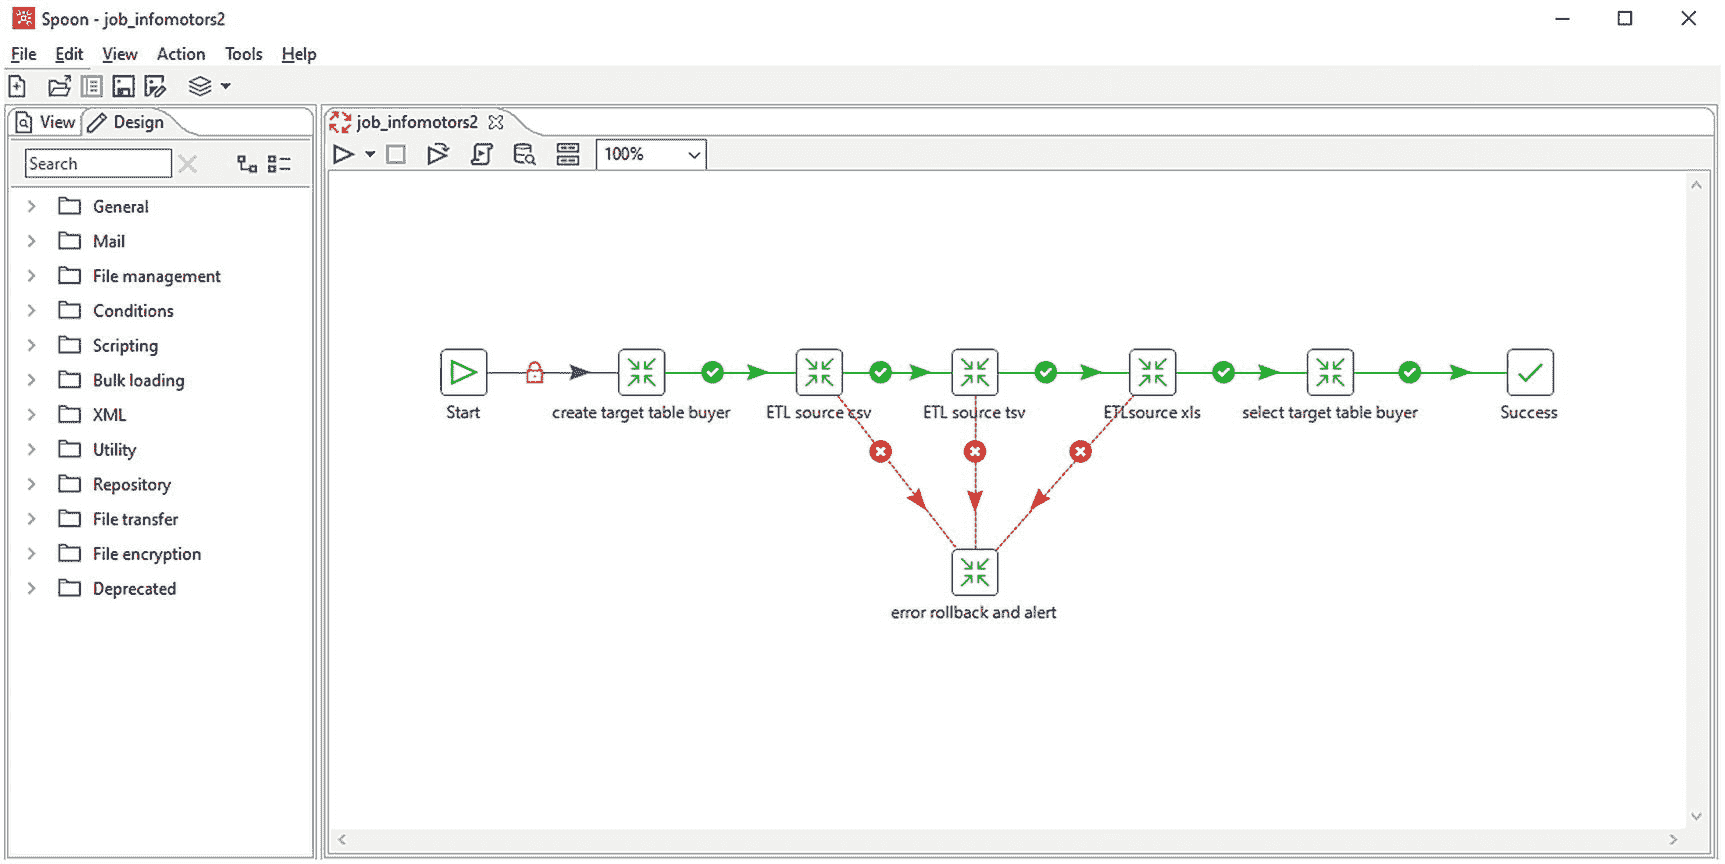 Spoon - job_infomotors2
File Edit View Action Tools Help
View Design
job_infomotors2
Search
100%
General
Mail
File management
Conditions
Scripting
Bulk loading
XML
Utility
Repository
File transfer
File encryption
Deprecated
Start create target table buyer ETL source csv ETL source tsv ETLsource xls select target table buyer Success
error rollback and alert